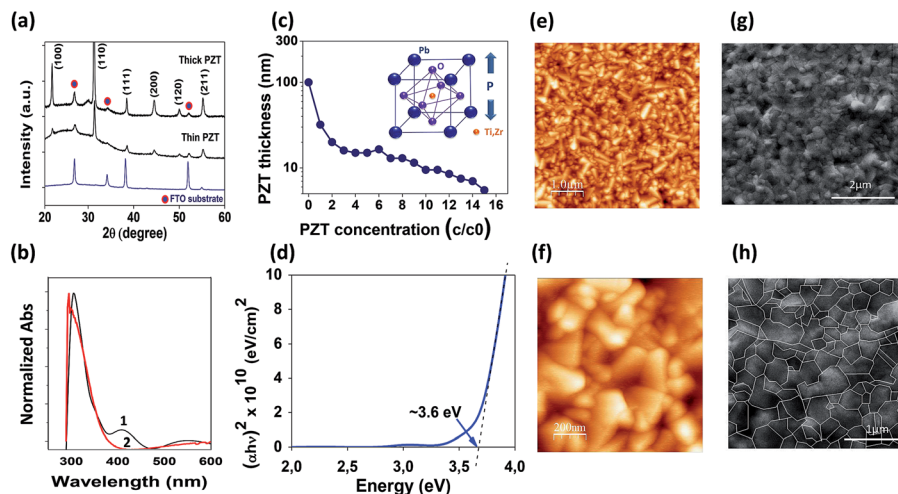 (a)
Intensity (a.u.)
(100)
(110)
(111)
(200)
(120)
(211)
Thick PZT
Thin PZT
FTO substrate
20 30 40 50 60
2θ (degree)
(b)
Normalized Abs
1
2
300 400 500 600
Wavelength (nm)
(c)
PZT thickness (nm)
300
100
10
Pb
O
P
Ti,Zr
0 2 4 6 8 10 12 14 16
PZT concentration (c/c0)
(d)
(αhν)² x 10¹⁰ (eV/cm)²
10
8
6
4
2
0
~3.6 eV
2,0 3,0 3,5 4,0
Energy (eV)
(e)
1.0µm
(f)
200nm
(g)
2µm
(h)
1µm